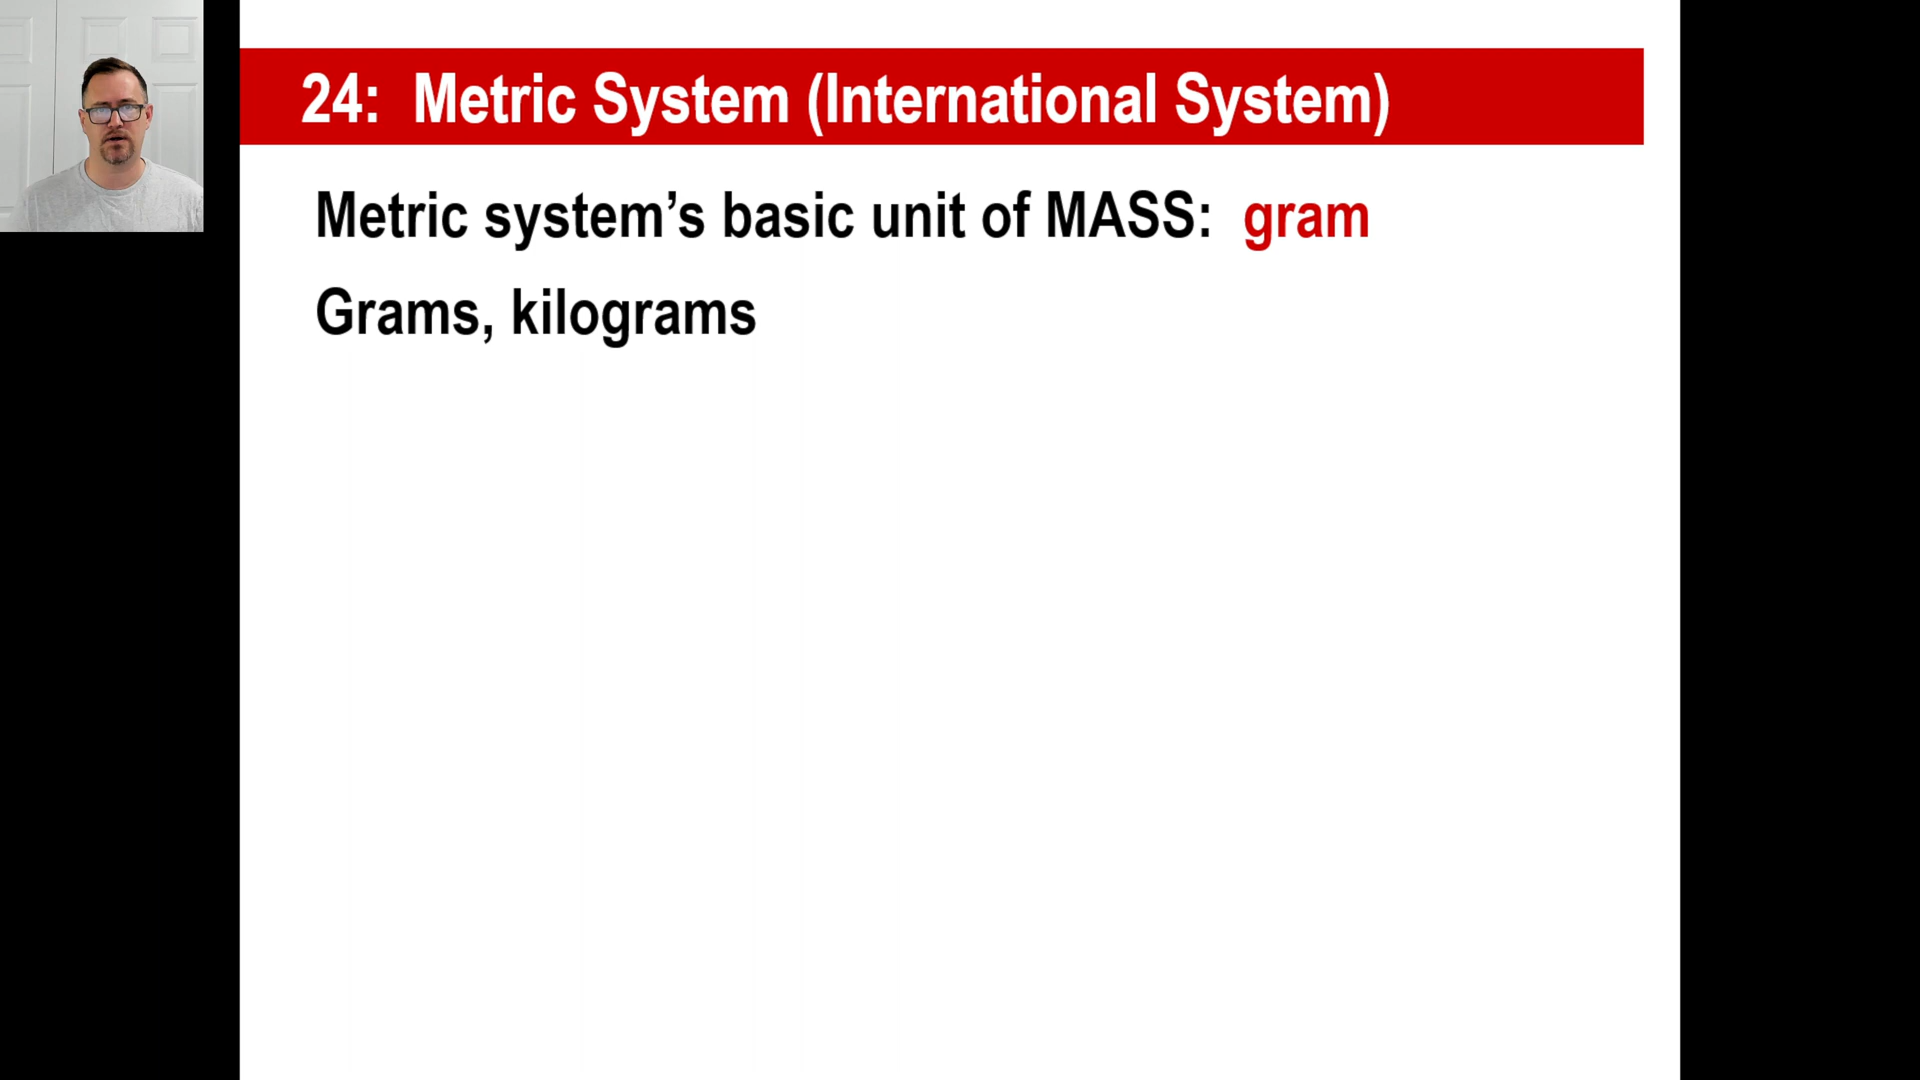 24: Metric System (International System)
Metric system’s basic unit of MASS: gram
Grams, kilograms